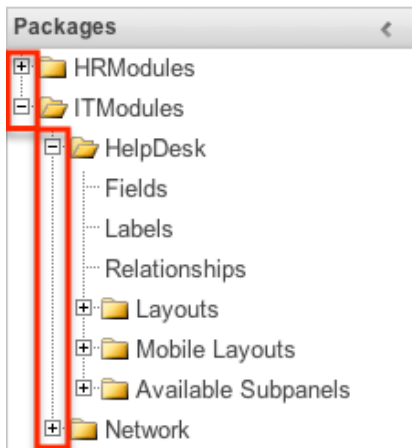 Packages
HRModules
ITModules
HelpDesk
Fields
Labels
Relationships
Layouts
Mobile Layouts
Available Subpanels
Network